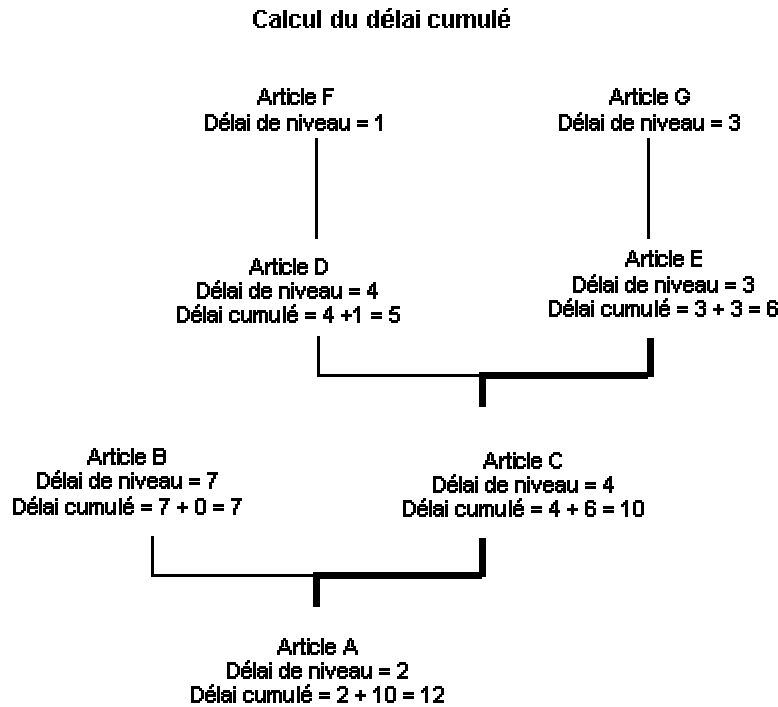 Calcul du délai cumulé
Article F
Délai de niveau = 1
Article G
Délai de niveau = 3
Article D
Délai de niveau = 4
Délai cumulé = 4 +1 = 5
Article E
Délai de niveau = 3
Délai cumulé = 3 + 3 = 6
Article B
Délai de niveau = 7
Délai cumulé = 7 + 0 = 7
Article C
Délai de niveau = 4
Délai cumulé = 4 + 6 = 10
Article A
Délai de niveau = 2
Délai cumulé = 2 + 10 = 12